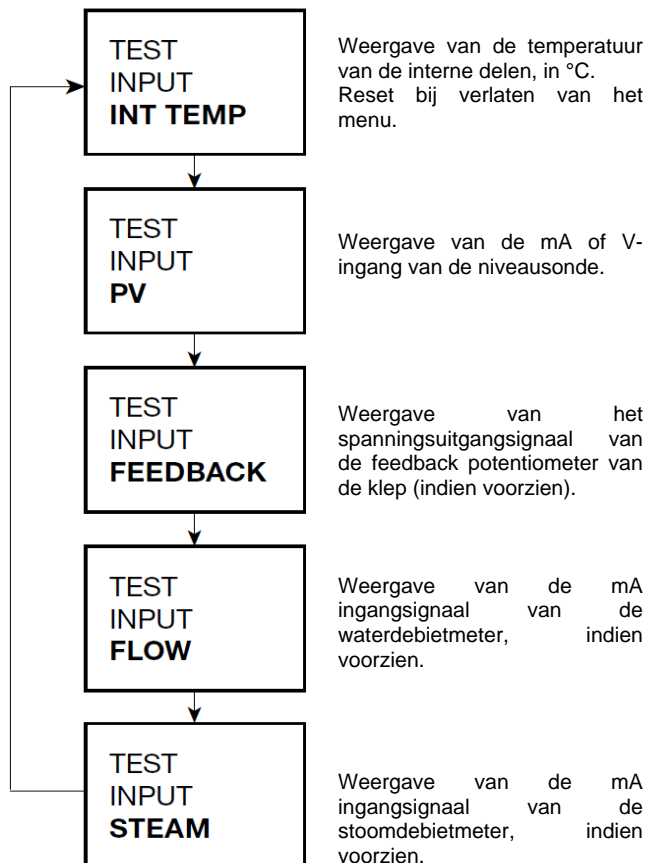 TEST
INPUT
INT TEMP
Weergave van de temperatuur
van de interne delen, in °C.
Reset bij verlaten van het
menu.
TEST
INPUT
PV
Weergave van de mA of V-
ingang van de niveausonde.
TEST
INPUT
FEEDBACK
Weergave van het
spanningsuitgangsignaal van
de feedback potentiometer van
de klep (indien voorzien).
TEST
INPUT
FLOW
Weergave van de mA
ingangsignaal van de
waterdebietmeter, indien
voorzien.
TEST
INPUT
STEAM
Weergave van de mA
ingangsignaal van de
stoomdebietmeter, indien
voorzien.